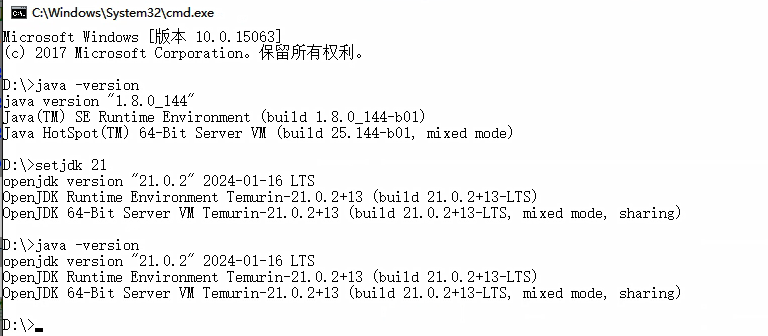 C:\Windows\System32\cmd.exe
Microsoft Windows [版本 10.0.15063]
(c) 2017 Microsoft Corporation。保留所有权利。
D:\>java -version
java version "1.8.0_144"
Java(TM) SE Runtime Environment (build 1.8.0_144-b01)
Java HotSpot(TM) 64-Bit Server VM (build 25.144-b01, mixed mode)
D:\>setjdk 21
openjdk version "21.0.2" 2024-01-16 LTS
OpenJDK Runtime Environment Temurin-21.0.2+13 (build 21.0.2+13-LTS)
OpenJDK 64-Bit Server VM Temurin-21.0.2+13 (build 21.0.2+13-LTS, mixed mode, sharing)
D:\>java -version
openjdk version "21.0.2" 2024-01-16 LTS
OpenJDK Runtime Environment Temurin-21.0.2+13 (build 21.0.2+13-LTS)
OpenJDK 64-Bit Server VM Temurin-21.0.2+13 (build 21.0.2+13-LTS, mixed mode, sharing)
D:\>